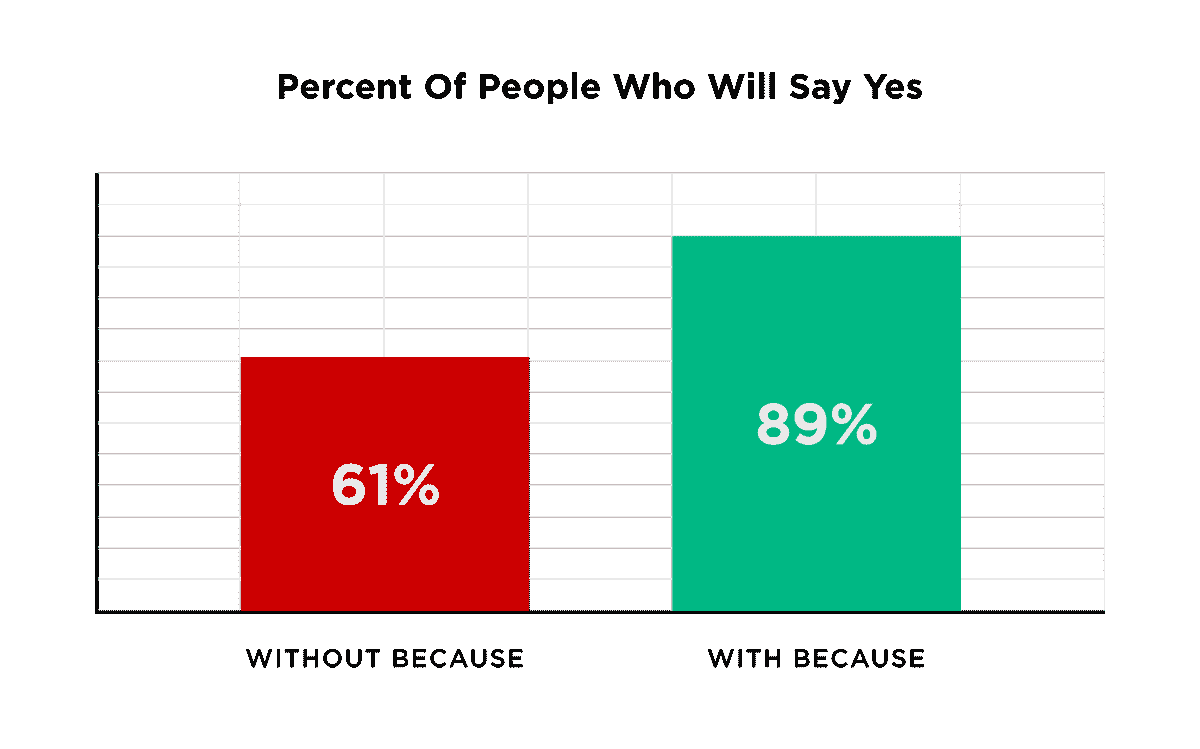 Percent Of People Who Will Say Yes
61%
89%
WITHOUT BECAUSE
WITH BECAUSE